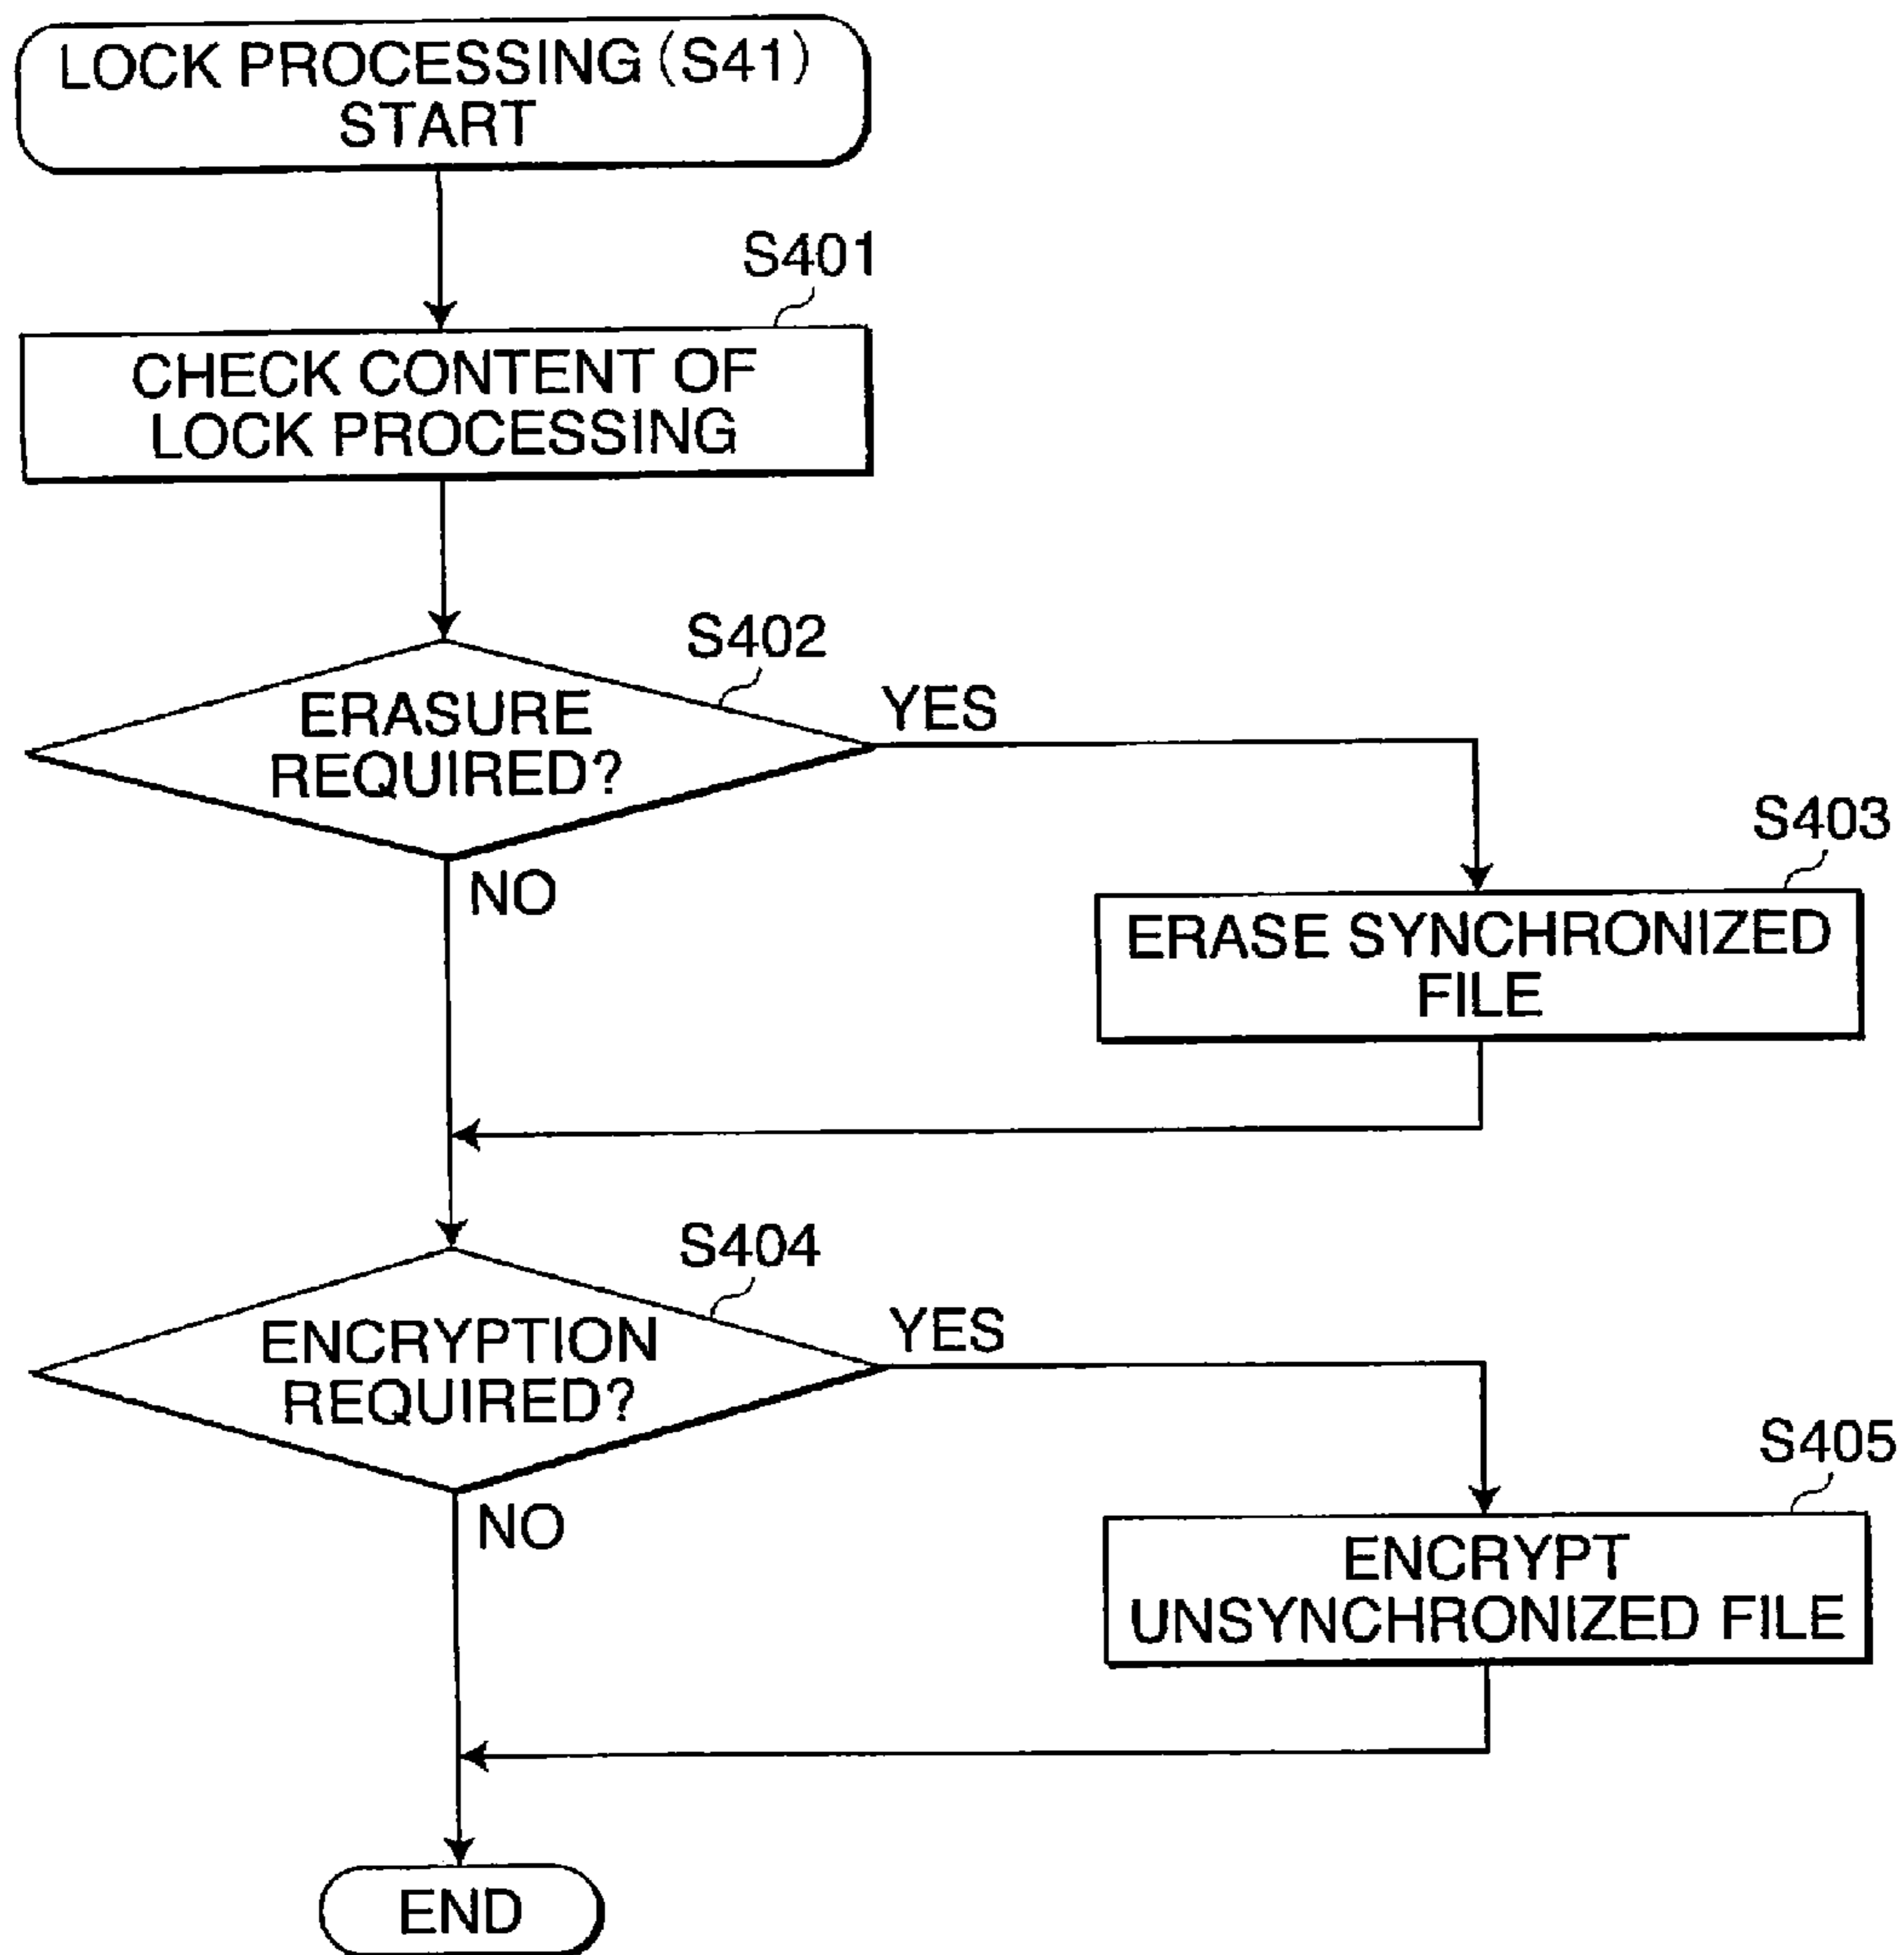 LOCK PROCESSING (S41)
START
S401
CHECK CONTENT OF
LOCK PROCESSING
S402
ERASURE
REQUIRED?
YES
NO
S403
ERASE SYNCHRONIZED
FILE
S404
ENCRYPTION
REQUIRED?
YES
NO
S405
ENCRYPT
UNSYNCHRONIZED FILE
END